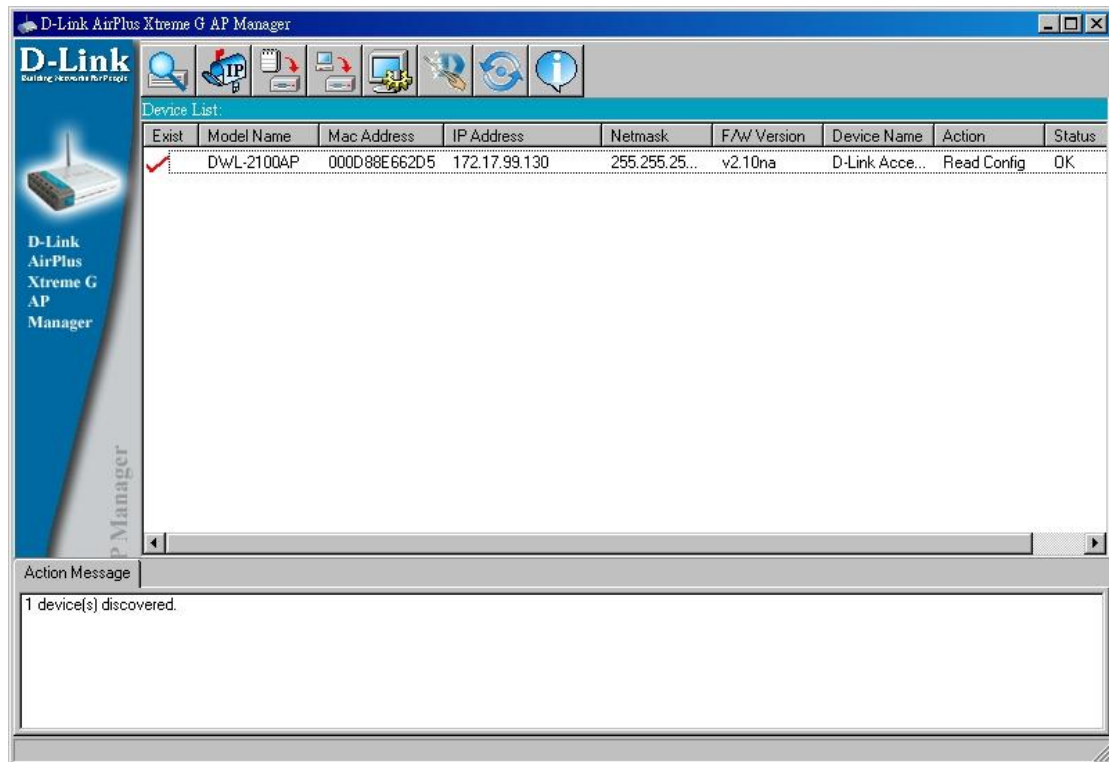 D-Link AirPlus Xtreme G AP Manager
D-Link
Building Networks for People
IP
Device List:
Exist Model Name Mac Address IP Address Netmask F/W Version Device Name Action Status
DWL-2100AP 000D88E662D5 172.17.99.130 255.255.25... v2.10na D-Link Acce... Read Config OK
D-Link
AirPlus
Xtreme G
AP
Manager
P Manager
Action Message
1 device(s) discovered.